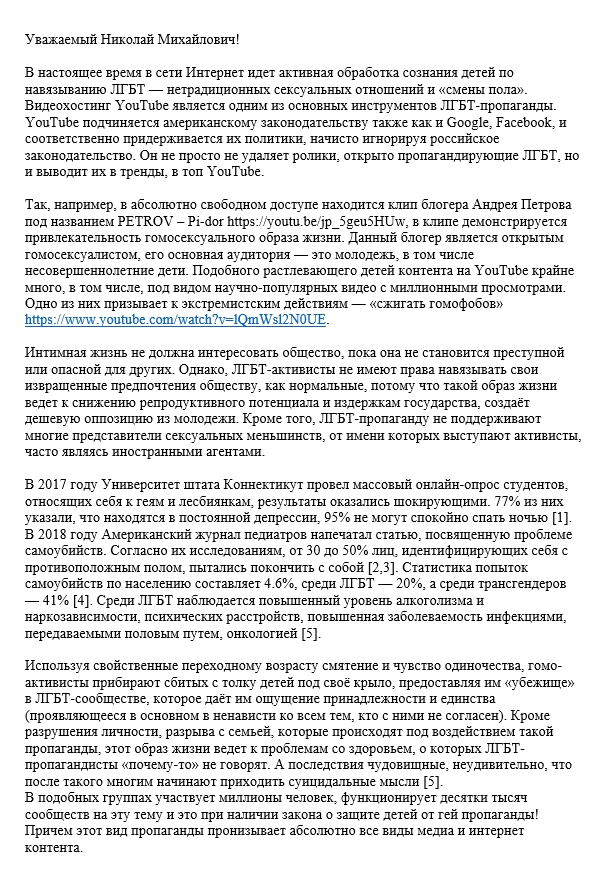 Уважаемый Николай Михайлович!
В настоящее время в сети Интернет идет активная обработка сознания детей по
навязыванию ЛГБТ — нетрадиционных сексуальных отношений и «смены пола».
Видеохостинг YouTube является одним из основных инструментов ЛГБТ-пропаганды.
YouTube подчиняется американскому законодательству также как и Google, Facebook, и
соответственно придерживается их политики, начисто игнорируя российское
законодательство. Он не просто не удаляет ролики, открыто пропагандирующие ЛГБТ, но
и выводит их в тренды, в топ YouTube.
Так, например, в абсолютно свободном доступе находится клип блогера Андрея Петрова
под названием PETROV – Pi-dor https://youtu.be/jp_5geu5HUw, в клипе демонстрируется
привлекательность гомосексуального образа жизни. Данный блогер является открытым
гомосексуалистом, его основная аудитория — это молодежь, в том числе
несовершеннолетние дети. Подобного растлевающего детей контента на YouTube крайне
много, в том числе, под видом научно-популярных видео с миллионными просмотрами.
Одно из них призывает к экстремистским действиям — «сжигать гомофобов»
https://www.youtube.com/watch?v=lQmWsl2N0UE.
Интимная жизнь не должна интересовать общество, пока она не становится преступной
или опасной для других. Однако, ЛГБТ-активисты не имеют права навязывать свои
извращенные предпочтения обществу, как нормальные, потому что такой образ жизни
ведет к снижению репродуктивного потенциала и издержкам государства, создаёт
дешевую оппозицию из молодежи. Кроме того, ЛГБТ-пропаганду не поддерживают
многие представители сексуальных меньшинств, от имени которых выступают активисты,
часто являясь иностранными агентами.
В 2017 году Университет штата Коннектикут провел массовый онлайн-опрос студентов,
относящих себя к геям и лесбиянкам, результаты оказались шокирующими. 77% из них
указали, что находятся в постоянной депрессии, 95% не могут спокойно спать ночью [1].
В 2018 году Американский журнал педиатров напечатал статью, посвященную проблеме
самоубийств. Согласно их исследованиям, от 30 до 50% лиц, идентифицирующих себя с
противоположным полом, пытались покончить с собой [2,3]. Статистика попыток
самоубийств по населению составляет 4.6%, среди ЛГБТ — 20%, а среди трансгендеров
— 41% [4]. Среди ЛГБТ наблюдается повышенный уровень алкоголизма и
наркозависимости, психических расстройств, повышенная заболеваемость инфекциями,
передаваемыми половым путем, онкологией [5].
Используя свойственные переходному возрасту смятение и чувство одиночества, гомо-
активисты прибирают сбитых с толку детей под своё крыло, предоставляя им «убежище»
в ЛГБТ-сообществе, которое даёт им ощущение принадлежности и единства
(проявляющееся в основном в ненависти ко всем тем, кто с ними не согласен). Кроме
разрушения личности, разрыва с семьей, которые происходят под воздействием такой
пропаганды, этот образ жизни ведет к проблемам со здоровьем, о которых ЛГБТ-
пропагандисты «почему-то» не говорят. А последствия чудовищные, неудивительно, что
после такого многим начинают приходить суицидальные мысли [5].
В подобных группах участвует миллионы человек, функционирует десятки тысяч
сообществ на эту тему и это при наличии закона о защите детей от гей пропаганды!
Причем этот вид пропаганды пронизывает абсолютно все виды медиа и интернет
контента.